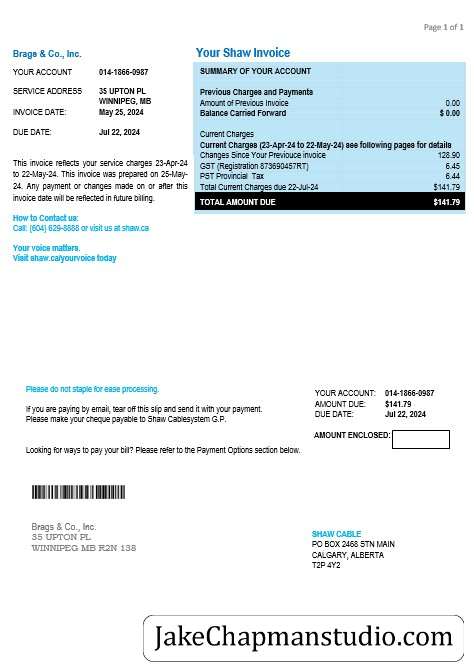 Page 1 of 1
Brags & Co., Inc.
YOUR ACCOUNT 014-1866-0987
SERVICE ADDRESS 35 UPTON PL
WINNIPEG, MB
INVOICE DATE: May 25, 2024
DUE DATE: Jul 22, 2024
This invoice reflects your service charges 23-Apr-24
to 22-May-24. This invoice was prepared on 25-May-
24. Any payment or changes made on or after this
invoice date will be reflected in future billing.
How to Contact us:
Call: [604] 629-8888 or visit us at shaw.ca
Your voice matters.
Visit shaw.ca/yourvoice today
Your Shaw Invoice
SUMMARY OF YOUR ACCOUNT
Previous Charges and Payments
Amount of Previous Invoice 0.00
Balance Carried Forward $ 0.00
Current Charges
Current Charges (23-Apr-24 to 22-May-24) see following pages for details
Changes Since Your Previouce invoice 128.90
GST (Registration 873690457RT) 6.45
PST Provincial Tax 6.44
Total Current Charges due 22-Jul-24 $141.79
TOTAL AMOUNT DUE $141.79
Please do not staple for ease processing.
If you are paying by email, tear off this slip and send it with your payment.
Please make your cheque payable to Shaw Cablesystem G.P.
Looking for ways to pay your bill? Please refer to the Payment Options section below.
YOUR ACCOUNT: 014-1866-0987
AMOUNT DUE: $141.79
DUE DATE: Jul 22, 2024
AMOUNT ENCLOSED:
Brags & Co., Inc.
35 UPTON PL
WINNIPEG MB R2N 138
SHAW CABLE
PO BOX 2468 STN MAIN
CALGARY, ALBERTA
T2P 4Y2
JakeChapmanstudio.com